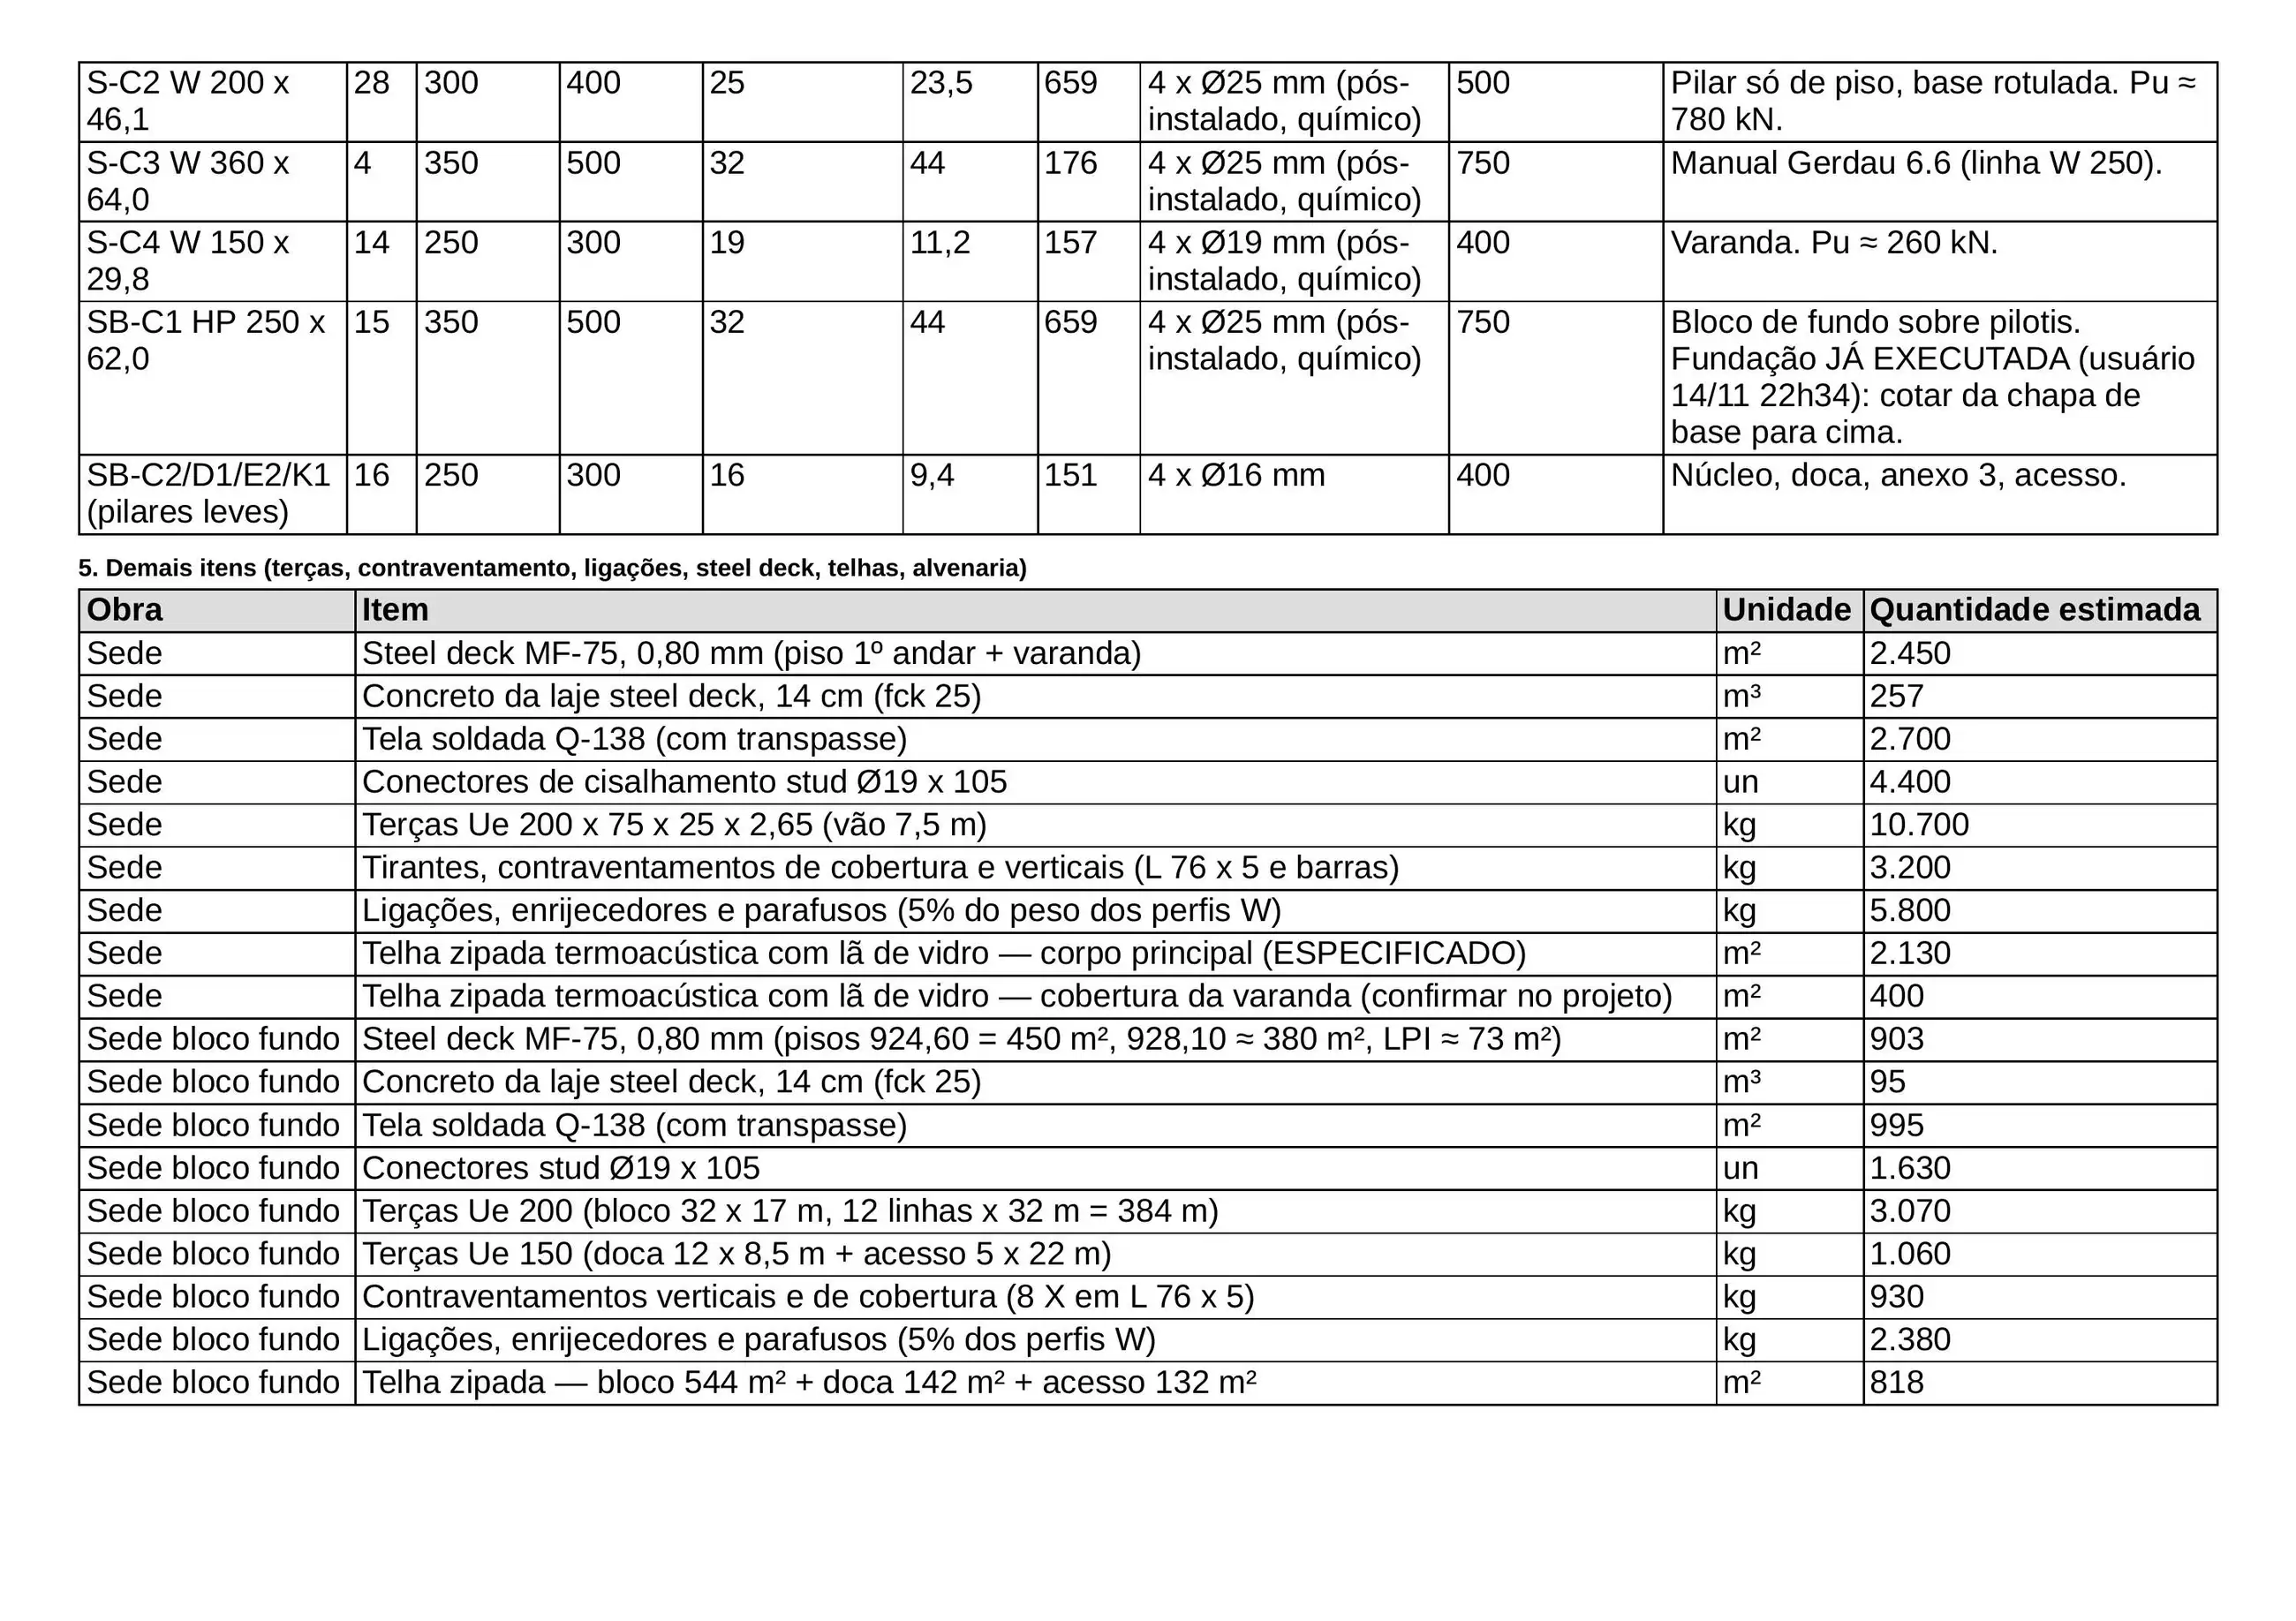 S-C2 W 200 x 28 300 400 25 23,5 659 4 x Ø25 mm (pós- 500 Pilar só de piso, base rotulada. Pu ≈
46,1 instalado, químico) 780 kN.
S-C3 W 360 x 4 350 500 32 44 176 4 x Ø25 mm (pós- 750 Manual Gerdau 6.6 (linha W 250).
64,0 instalado, químico)
S-C4 W 150 x 14 250 300 19 11,2 157 4 x Ø19 mm (pós- 400 Varanda. Pu ≈ 260 kN.
29,8 instalado, químico)
SB-C1 HP 250 x 15 350 500 32 44 659 4 x Ø25 mm (pós- 750 Bloco de fundo sobre pilotis.
62,0 instalado, químico) Fundação JÁ EXECUTADA (usuário
14/11 22h34): cotar da chapa de
base para cima.
SB-C2/D1/E2/K1 16 250 300 16 9,4 151 4 x Ø16 mm 400 Núcleo, doca, anexo 3, acesso.
(pilares leves)
5. Demais itens (terças, contraventamento, ligações, steel deck, telhas, alvenaria)
Obra Item Unidade Quantidade estimada
Sede Steel deck MF-75, 0,80 mm (piso 1º andar + varanda) m² 2.450
Sede Concreto da laje steel deck, 14 cm (fck 25) m³ 257
Sede Tela soldada Q-138 (com transpasse) m² 2.700
Sede Conectores de cisalhamento stud Ø19 x 105 un 4.400
Sede Terças Ue 200 x 75 x 25 x 2,65 (vão 7,5 m) kg 10.700
Sede Tirantes, contraventamentos de cobertura e verticais (L 76 x 5 e barras) kg 3.200
Sede Ligações, enrijecedores e parafusos (5% do peso dos perfis W) kg 5.800
Sede Telha zipada termoacústica com lã de vidro — corpo principal (ESPECIFICADO) m² 2.130
Sede Telha zipada termoacústica com lã de vidro — cobertura da varanda (confirmar no projeto) m² 400
Sede bloco fundo Steel deck MF-75, 0,80 mm (pisos 924,60 = 450 m², 928,10 ≈ 380 m², LPI ≈ 73 m²) m² 903
Sede bloco fundo Concreto da laje steel deck, 14 cm (fck 25) m³ 95
Sede bloco fundo Tela soldada Q-138 (com transpasse) m² 995
Sede bloco fundo Conectores stud Ø19 x 105 un 1.630
Sede bloco fundo Terças Ue 200 (bloco 32 x 17 m, 12 linhas x 32 m = 384 m) kg 3.070
Sede bloco fundo Terças Ue 150 (doca 12 x 8,5 m + acesso 5 x 22 m) kg 1.060
Sede bloco fundo Contraventamentos verticais e de cobertura (8 X em L 76 x 5) kg 930
Sede bloco fundo Ligações, enrijecedores e parafusos (5% dos perfis W) kg 2.380
Sede bloco fundo Telha zipada — bloco 544 m² + doca 142 m² + acesso 132 m² m² 818